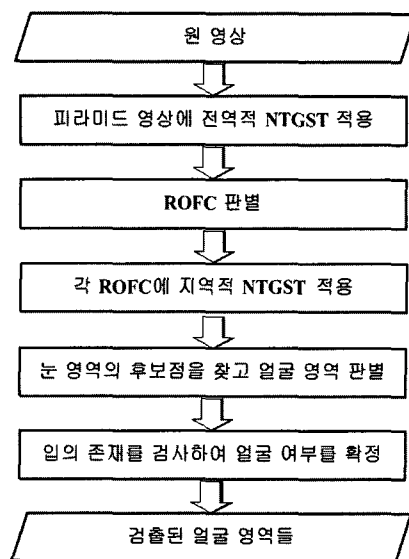 원 영상
피라미드 영상에 전역적 NTGST 적용
ROFC 판별
각 ROFC에 지역적 NTGST 적용
눈 영역의 후보점을 찾고 얼굴 영역 판별
입의 존재를 검사하여 얼굴 여부를 확정
검출된 얼굴 영역들